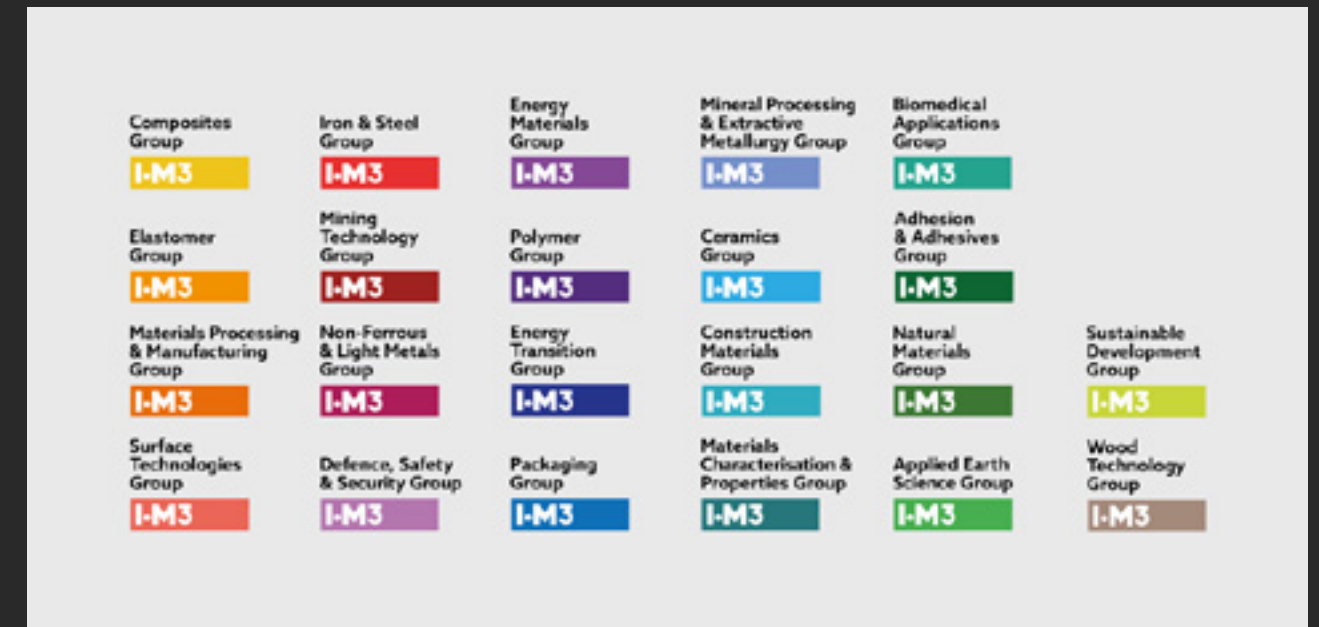 Composites
Group
I•M3
Iron & Steel
Group
I•M3
Energy
Materials
Group
I•M3
Mineral Processing
& Extractive
Metallurgy Group
I•M3
Biomedical
Applications
Group
I•M3
Elastomer
Group
I•M3
Mining
Technology
Group
I•M3
Polymer
Group
I•M3
Ceramics
Group
I•M3
Adhesion
& Adhesives
Group
I•M3
Materials Processing
& Manufacturing
Group
I•M3
Non-Ferrous
& Light Metals
Group
I•M3
Energy
Transition
Group
I•M3
Construction
Materials
Group
I•M3
Natural
Materials
Group
I•M3
Sustainable
Development
Group
I•M3
Surface
Technologies
Group
I•M3
Defence, Safety
& Security Group
I•M3
Packaging
Group
I•M3
Materials
Characterisation &
Properties Group
I•M3
Applied Earth
Science Group
I•M3
Wood
Technology
Group
I•M3